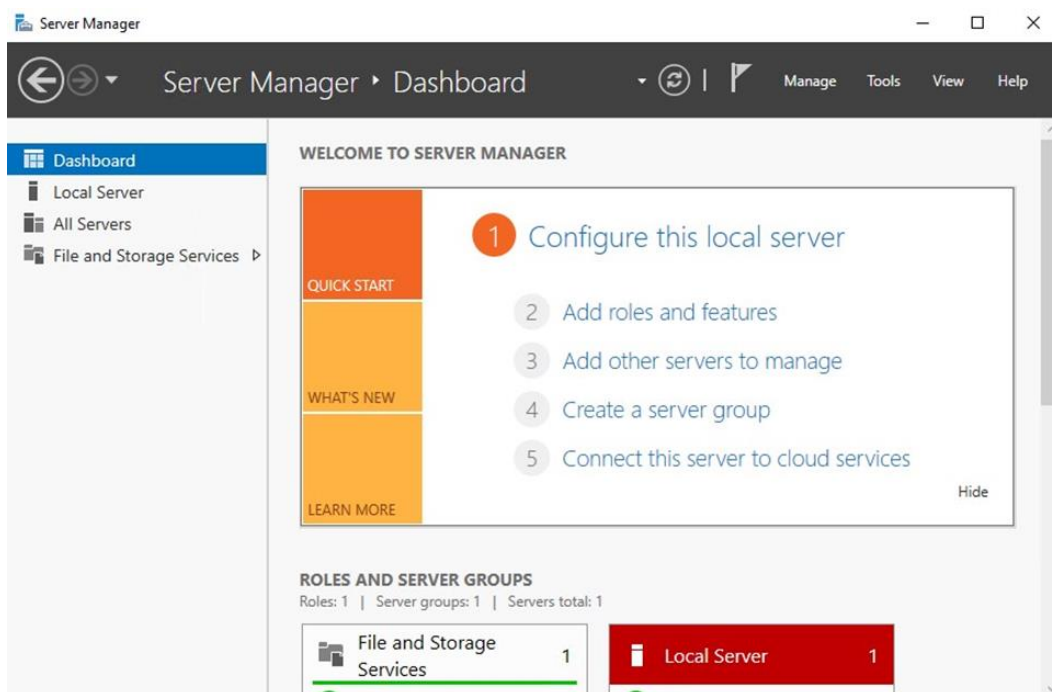 Server Manager
Server Manager ‣ Dashboard
Manage Tools View Help
Dashboard
Local Server
All Servers
File and Storage Services
WELCOME TO SERVER MANAGER
QUICK START
WHAT'S NEW
LEARN MORE
1 Configure this local server
2 Add roles and features
3 Add other servers to manage
4 Create a server group
5 Connect this server to cloud services
Hide
ROLES AND SERVER GROUPS
Roles: 1 | Server groups: 1 | Servers total: 1
File and Storage
Services
1
Local Server 1